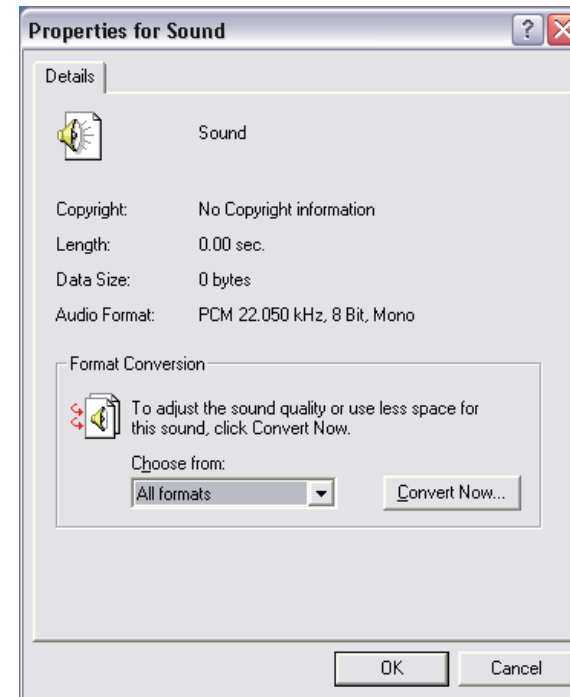 Properties for Sound
Details
Sound
Copyright: No Copyright information
Length: 0.00 sec.
Data Size: 0 bytes
Audio Format: PCM 22.050 kHz, 8 Bit, Mono
Format Conversion
To adjust the sound quality or use less space for
this sound, click Convert Now.
Choose from:
All formats Convert Now...
OK Cancel